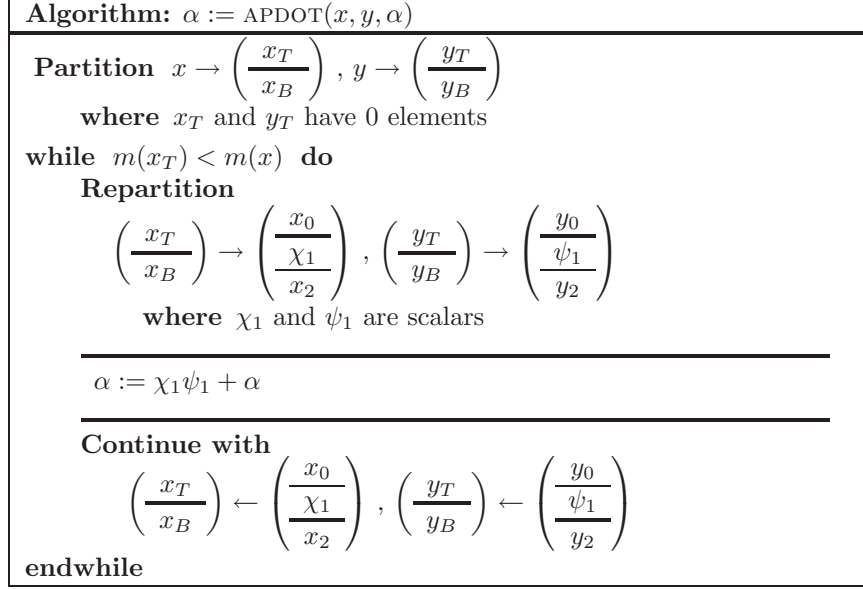 Algorithm: α := APDOT(x, y, α)
Partition x → ( x_T / x_B ) , y → ( y_T / y_B )
where x_T and y_T have 0 elements
while m(x_T) < m(x) do
Repartition
( x_T / x_B ) → ( x_0 / χ_1 / x_2 ) , ( y_T / y_B ) → ( y_0 / ψ_1 / y_2 )
where χ_1 and ψ_1 are scalars
α := χ_1ψ_1 + α
Continue with
( x_T / x_B ) ← ( x_0 / χ_1 / x_2 ) , ( y_T / y_B ) ← ( y_0 / ψ_1 / y_2 )
endwhile